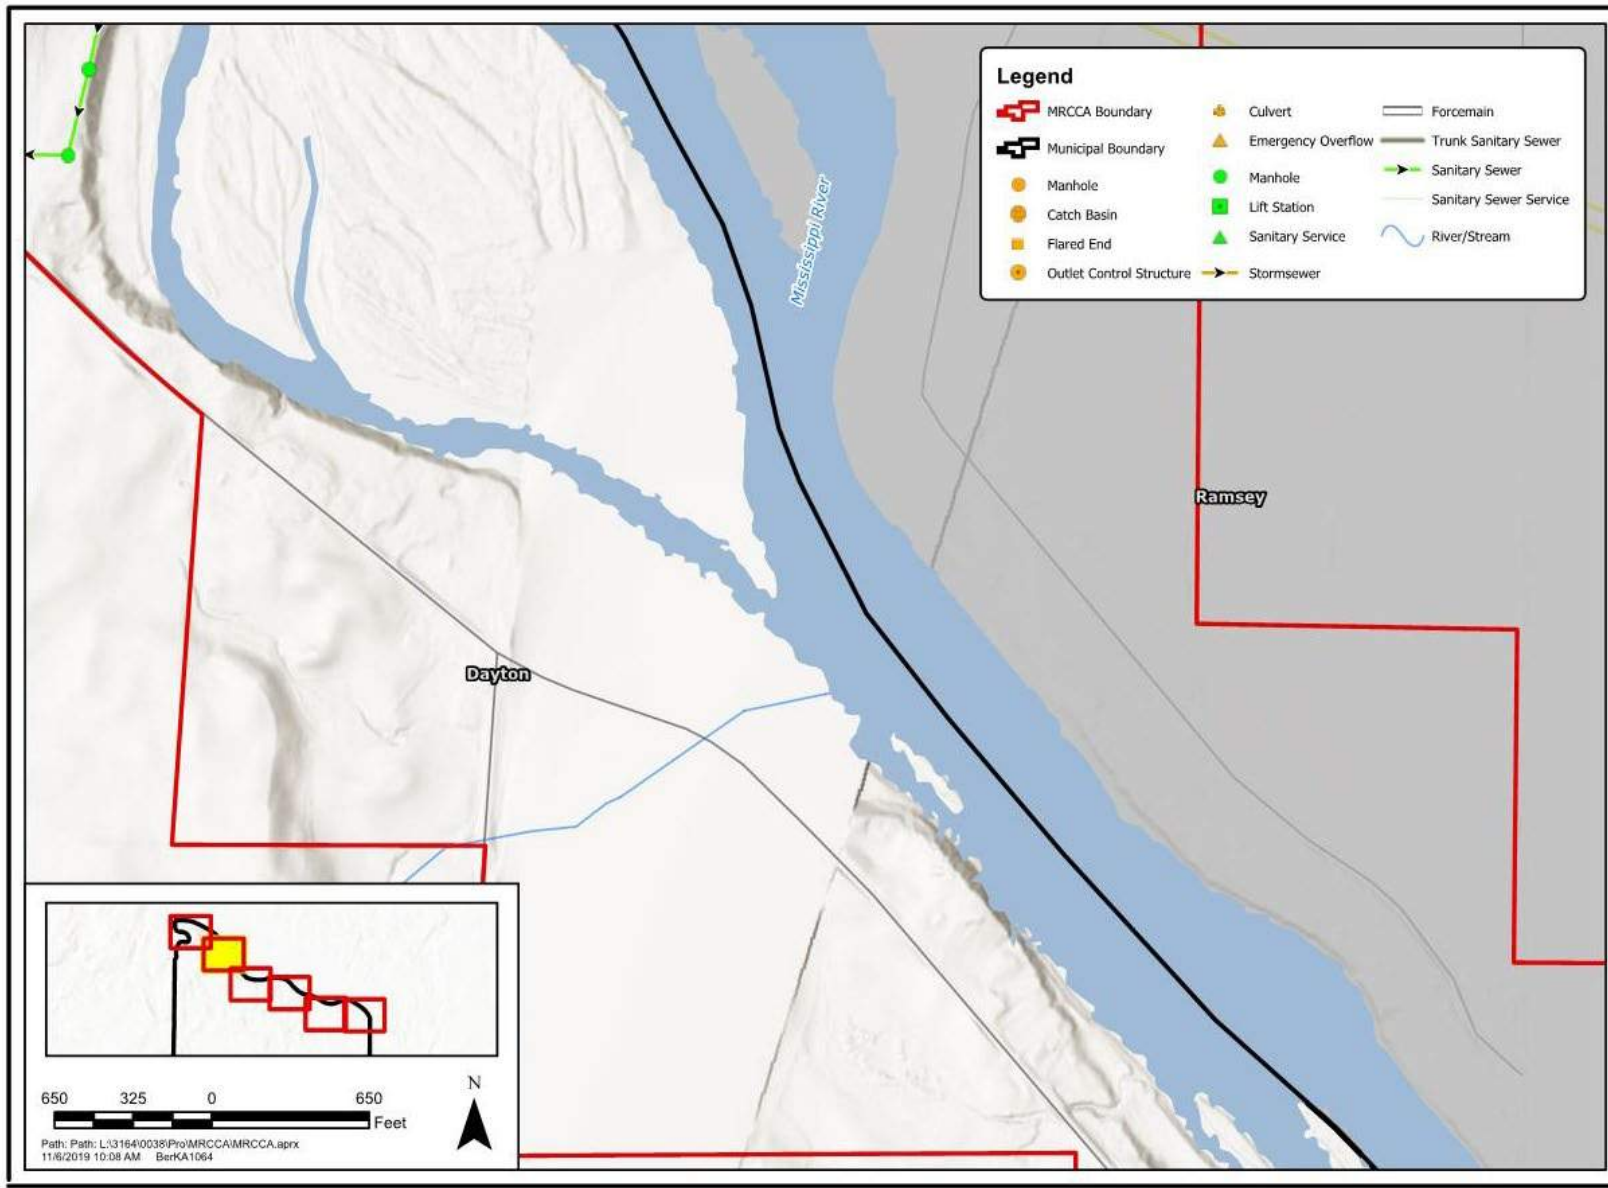 Legend
MRCCA Boundary
Municipal Boundary
Manhole
Catch Basin
Flared End
Outlet Control Structure
Culvert
Emergency Overflow
Manhole
Lift Station
Sanitary Service
Stormsewer
Forcemain
Trunk Sanitary Sewer
Sanitary Sewer
Sanitary Sewer Service
River/Stream
Mississippi River
Ramsey
Dayton
N
650 325 0 650
Feet
Path: Path: L:\3164\0038\Pro\MRCCA\MRCCA.aprx
11/6/2019 10:08 AM BerKA1064